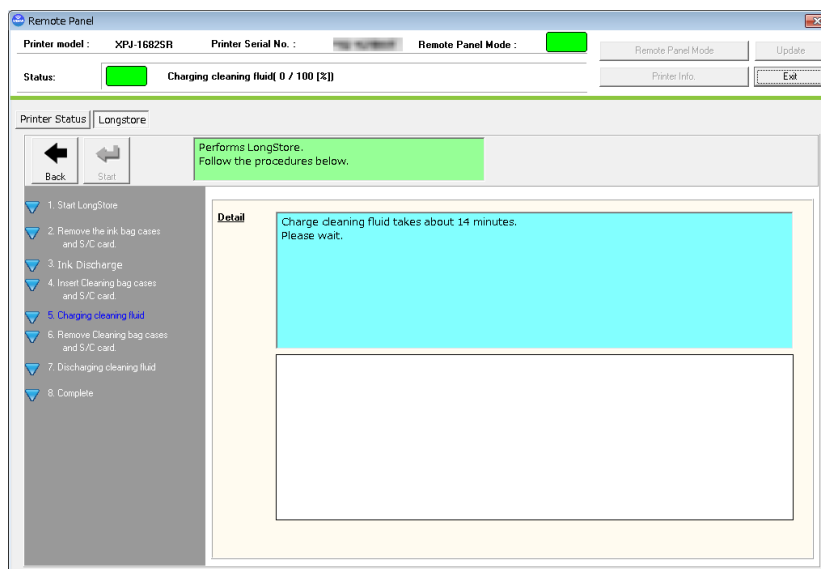 Remote Panel
Printer model : XPJ-1682SR Printer Serial No. : Remote Panel Mode :
Remote Panel Mode Update
Status: Charging cleaning fluid( 0 / 100 [%])
Printer Info. Exit
Printer Status Longstore
Back Start
Performs LongStore.
Follow the procedures below.
1. Start LongStore
2. Remove the ink bag cases
and S/C card.
3. Ink Discharge
4. Insert Cleaning bag cases
and S/C card.
5. Charging cleaning fluid
6. Remove Cleaning bag cases
and S/C card.
7. Discharging cleaning fluid
8. Complete
Detail
Charge cleaning fluid takes about 14 minutes.
Please wait.